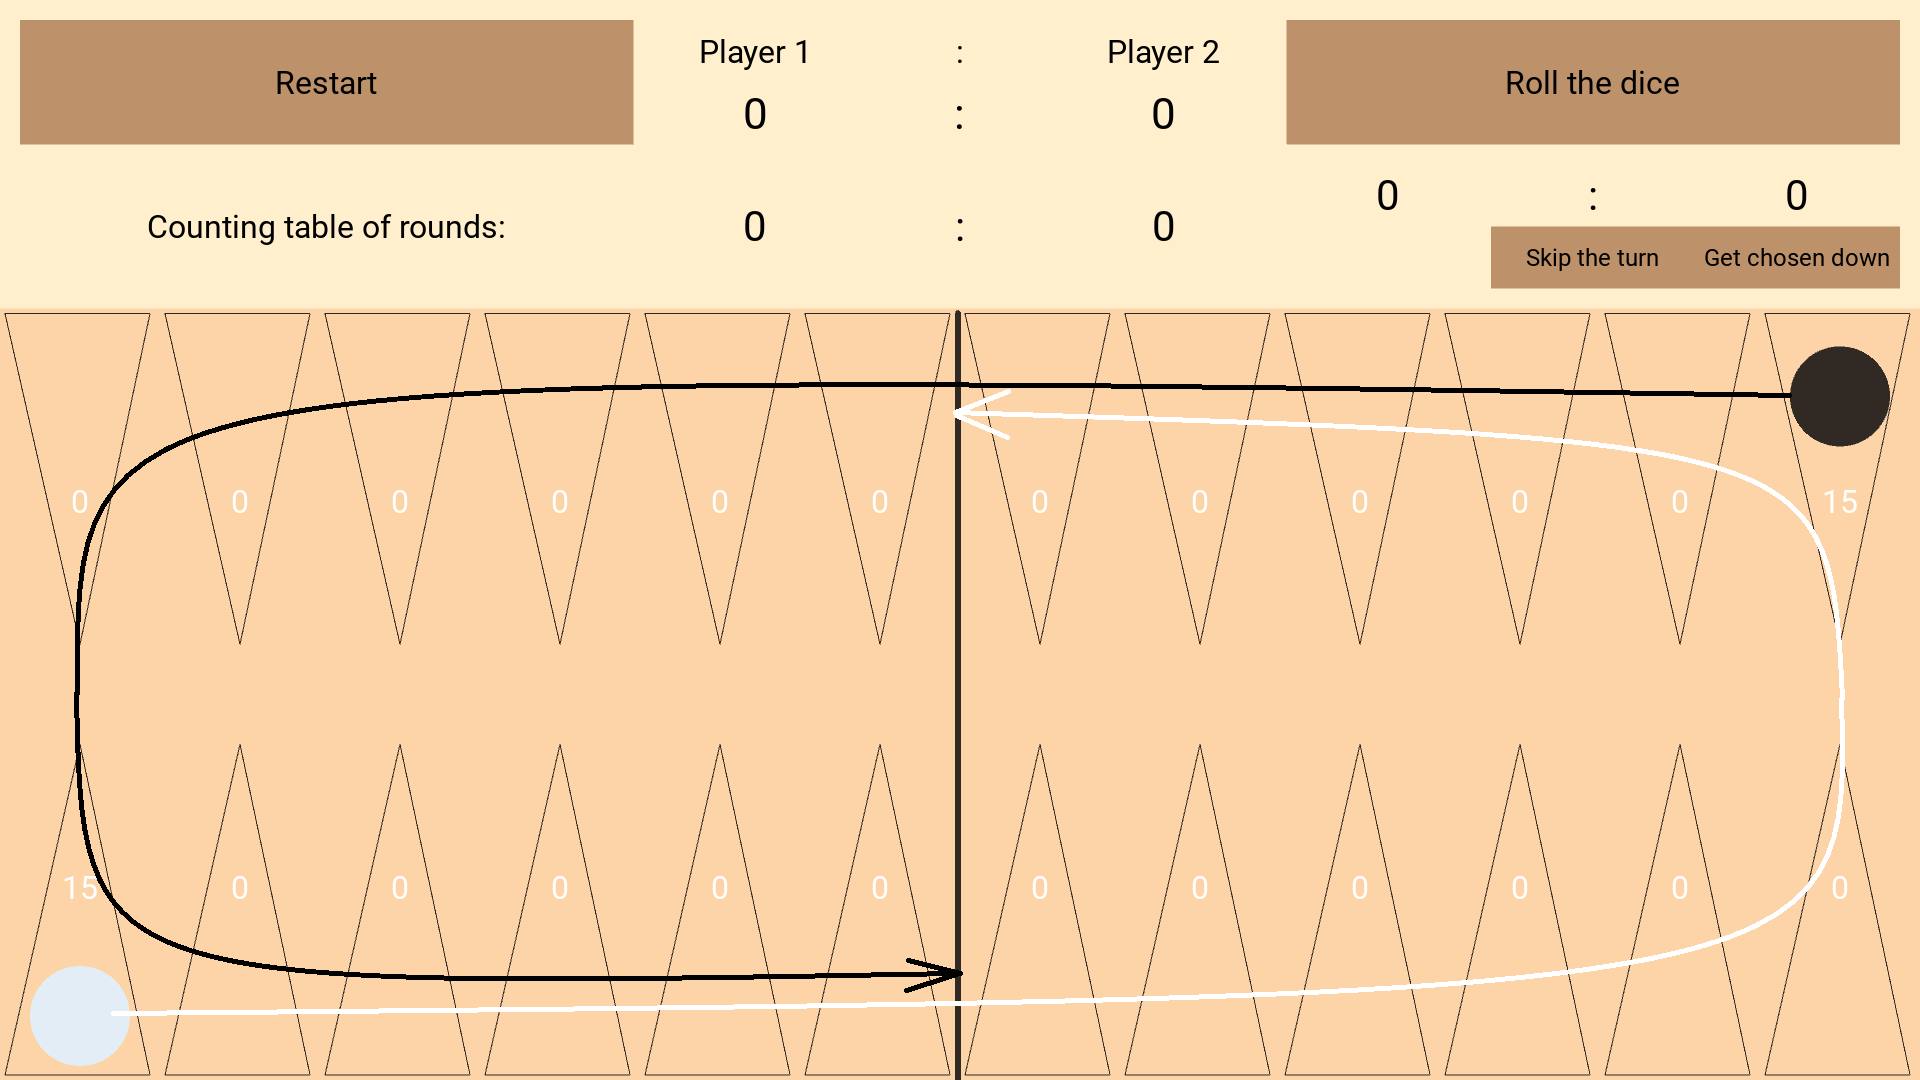 Restart
Player 1 : Player 2
0 : 0
Roll the dice
0 : 0
Counting table of rounds: 0 : 0
Skip the turn Get chosen down
0 0 0 0 0 0 0 0 0 0 0 15
15 0 0 0 0 0 0 0 0 0 0 0